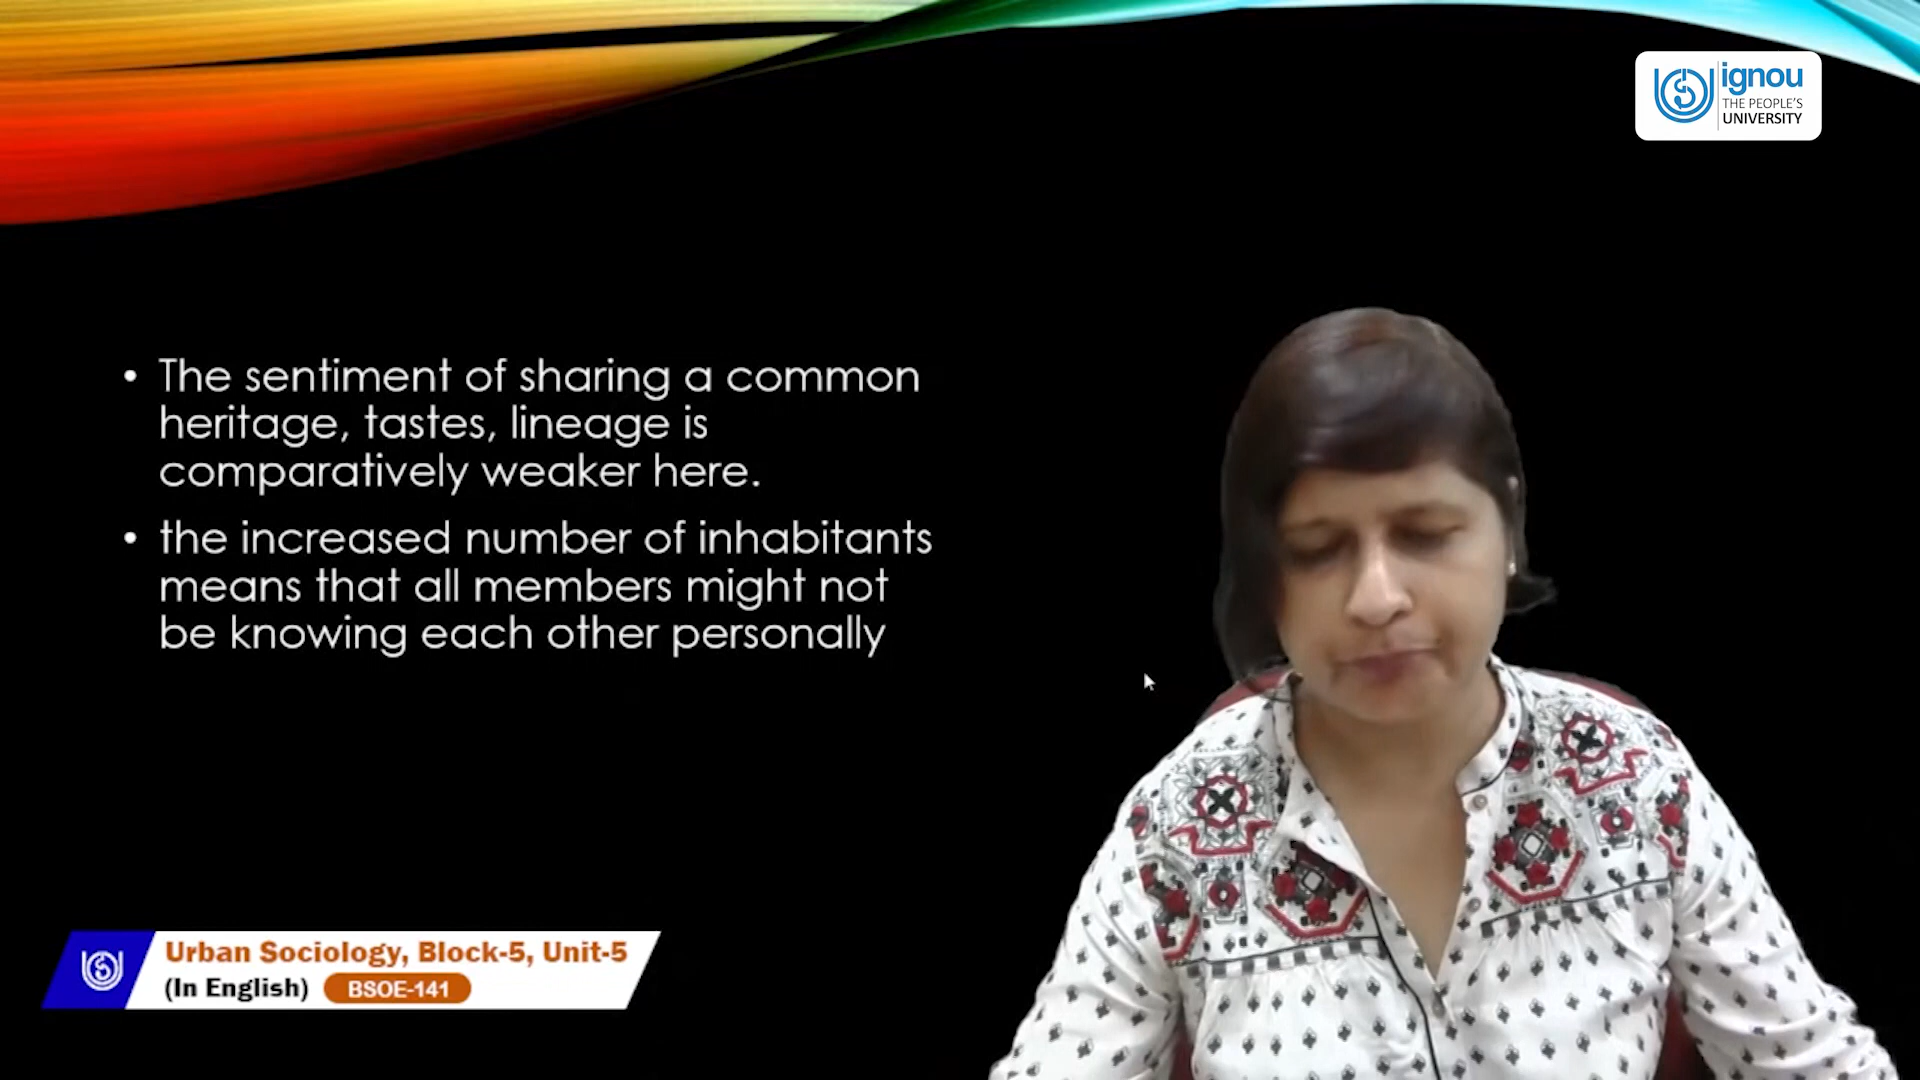 ignou
THE PEOPLE'S
UNIVERSITY
• The sentiment of sharing a common
heritage, tastes, lineage is
comparatively weaker here.
• the increased number of inhabitants
means that all members might not
be knowing each other personally
Urban Sociology, Block-5, Unit-5
(In English) BSOE-141